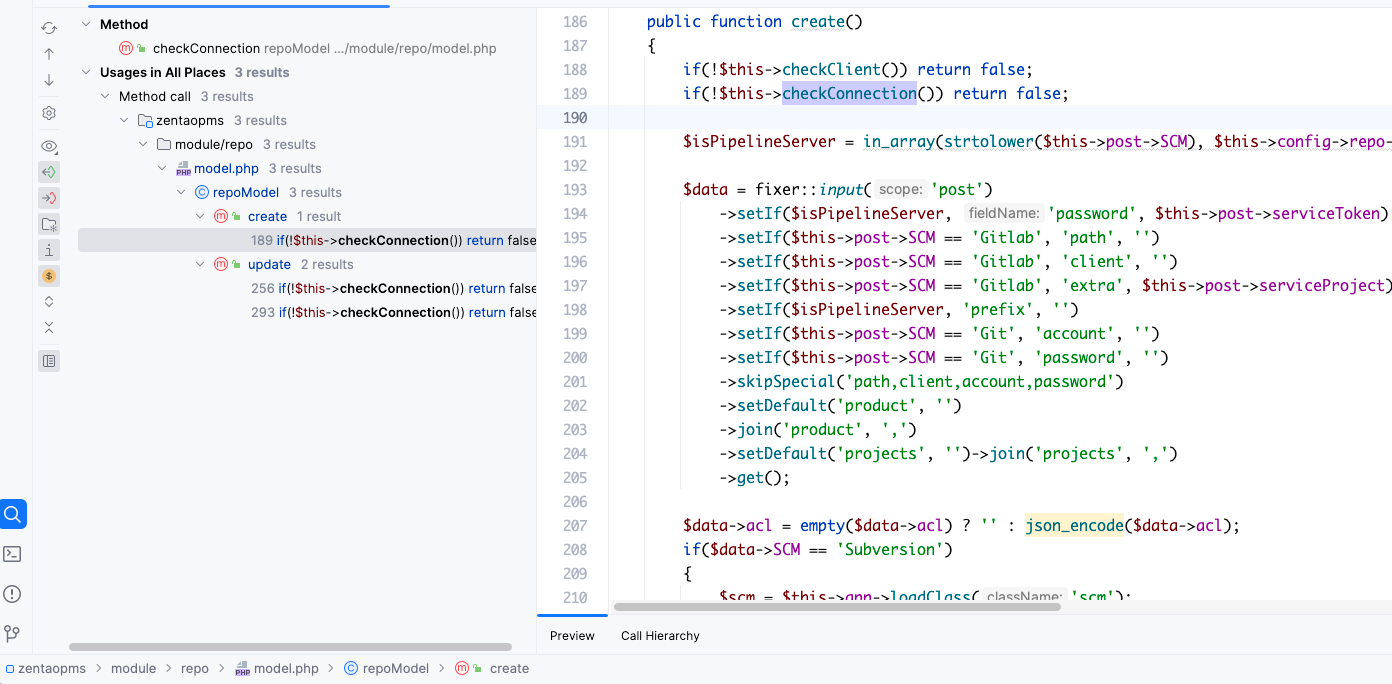 Method
checkConnection repoModel .../module/repo/model.php
Usages in All Places 3 results
Method call 3 results
zentaopms 3 results
module/repo 3 results
model.php 3 results
repoModel 3 results
create 1 result
189 if(!$this->checkConnection()) return false
update 2 results
256 if(!$this->checkConnection()) return false
293 if(!$this->checkConnection()) return false
186 public function create()
187 {
188 if(!$this->checkClient()) return false;
189 if(!$this->checkConnection()) return false;
190
191 $isPipelineServer = in_array(strtolower($this->post->SCM), $this->config->repo-
192
193 $data = fixer::input( scope: 'post')
194 ->setIf($isPipelineServer, fieldName: 'password', $this->post->serviceToken)
195 ->setIf($this->post->SCM == 'Gitlab', 'path', '')
196 ->setIf($this->post->SCM == 'Gitlab', 'client', '')
197 ->setIf($this->post->SCM == 'Gitlab', 'extra', $this->post->serviceProject)
198 ->setIf($isPipelineServer, 'prefix', '')
199 ->setIf($this->post->SCM == 'Git', 'account', '')
200 ->setIf($this->post->SCM == 'Git', 'password', '')
201 ->skipSpecial('path,client,account,password')
202 ->setDefault('product', '')
203 ->join('product', ',')
204 ->setDefault('projects', '')->join('projects', ',')
205 ->get();
206
207 $data->acl = empty($data->acl) ? '' : json_encode($data->acl);
208 if($data->SCM == 'Subversion')
209 {
210 $scm = $this->app->loadClass( className: 'scm');
Preview Call Hierarchy
zentaopms > module > repo > model.php > repoModel > create